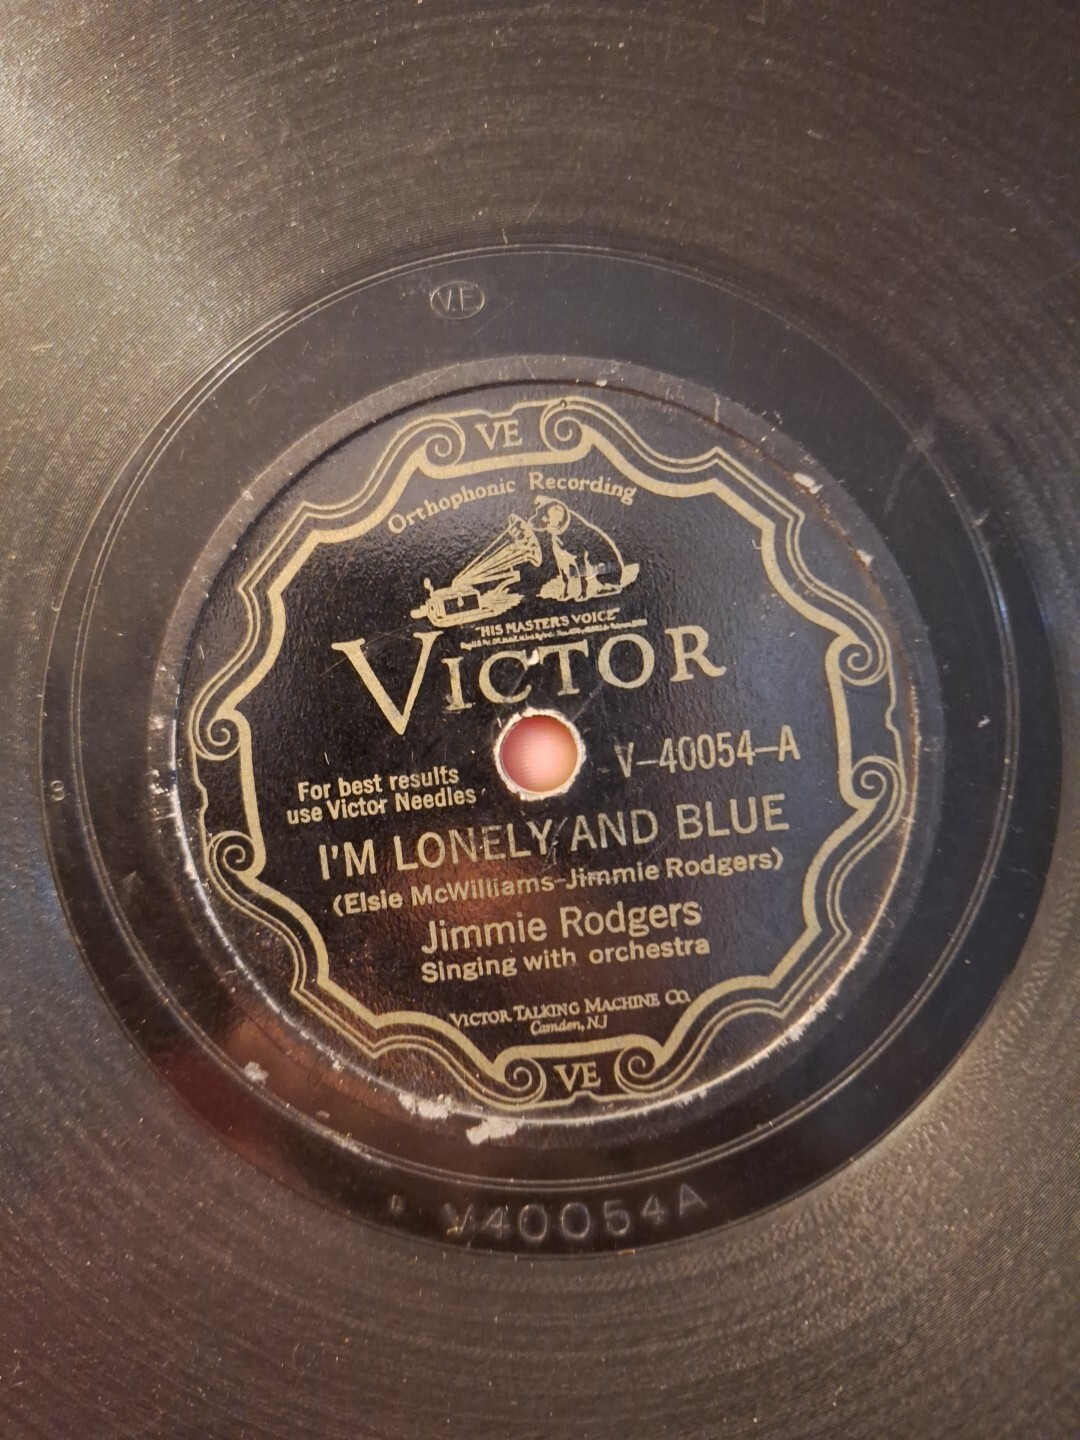 VE
VE
Orthophonic Recording
"HIS MASTER'S VOICE"
VICTOR
V-40054-A
For best results
use Victor Needles
I'M LONELY AND BLUE
(Elsie McWilliams-Jimmie Rodgers)
Jimmie Rodgers
Singing with orchestra
VICTOR TALKING MACHINE CO.
Camden, NJ
VE
V40054A